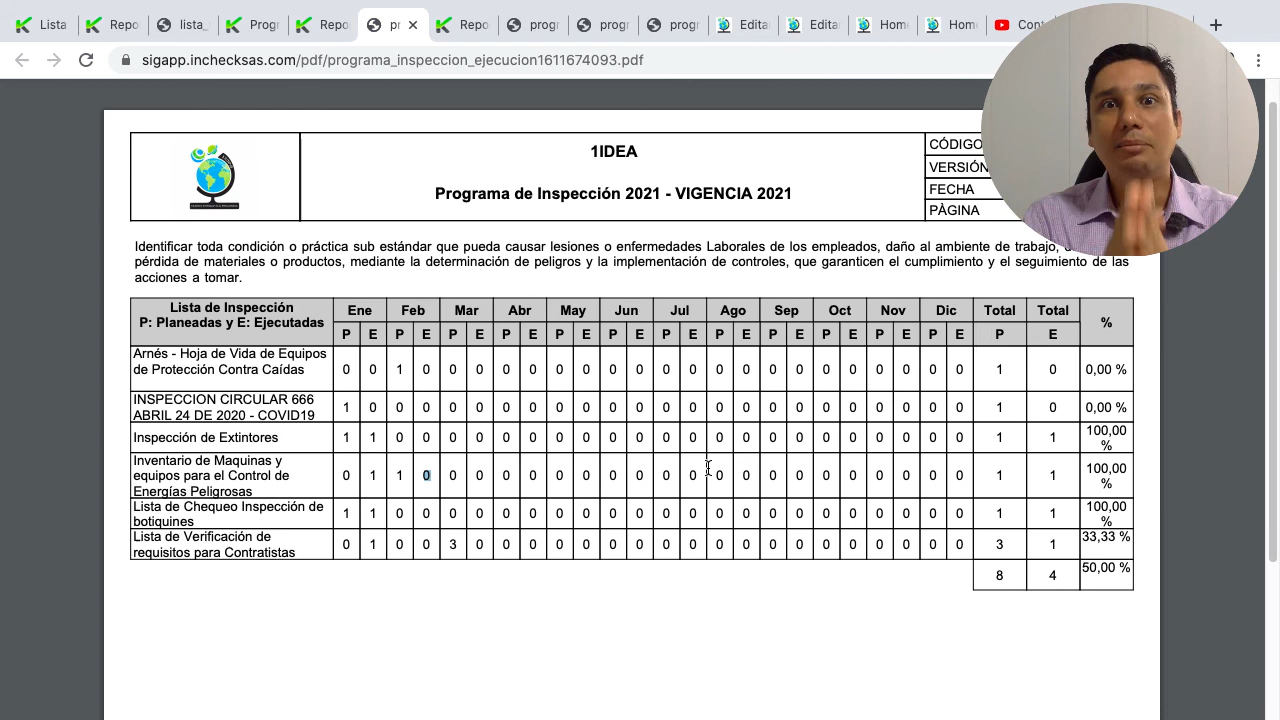 Lista
Repo
lista_
Progr
Repo
pr
Repo
progr
progr
progr
Edita
Edita
Home
Home
sigapp.inchecksas.com/pdf/programa_inspeccion_ejecucion1611674093.pdf
1IDEA
Programa de Inspección 2021 - VIGENCIA 2021
CÓDIGO
VERSIÓN
FECHA
PÀGINA
Identificar toda condición o práctica sub estándar que pueda causar lesiones o enfermedades Laborales de los empleados, daño al ambiente de trabajo,
pérdida de materiales o productos, mediante la determinación de peligros y la implementación de controles, que garanticen el cumplimiento y el seguimiento de las
acciones a tomar.
Lista de Inspección Ene Feb Mar Abr May Jun Jul Ago Sep Oct Nov Dic Total Total %
P: Planeadas y E: Ejecutadas P E P E P E P E P E P E P E P E P E P E P E P E P E
Arnés - Hoja de Vida de Equipos
de Protección Contra Caídas 0 0 1 0 0 0 0 0 0 0 0 0 0 0 0 0 0 0 0 0 0 0 0 0 1 0 0,00 %
INSPECCION CIRCULAR 666
ABRIL 24 DE 2020 - COVID19 1 0 0 0 0 0 0 0 0 0 0 0 0 0 0 0 0 0 0 0 0 0 0 0 1 0 0,00 %
Inspección de Extintores 1 1 0 0 0 0 0 0 0 0 0 0 0 0 0 0 0 0 0 0 0 0 0 0 1 1 100,00
%
Inventario de Maquinas y
equipos para el Control de 0 1 1 0 0 0 0 0 0 0 0 0 0 0 0 0 0 0 0 0 0 0 0 0 1 1 100,00
Energías Peligrosas %
Lista de Chequeo Inspección de
botiquines 1 1 0 0 0 0 0 0 0 0 0 0 0 0 0 0 0 0 0 0 0 0 0 0 1 1 100,00
%
Lista de Verificación de
requisitos para Contratistas 0 1 0 0 3 0 0 0 0 0 0 0 0 0 0 0 0 0 0 0 0 0 0 0 3 1 33,33 %
8 4 50,00 %